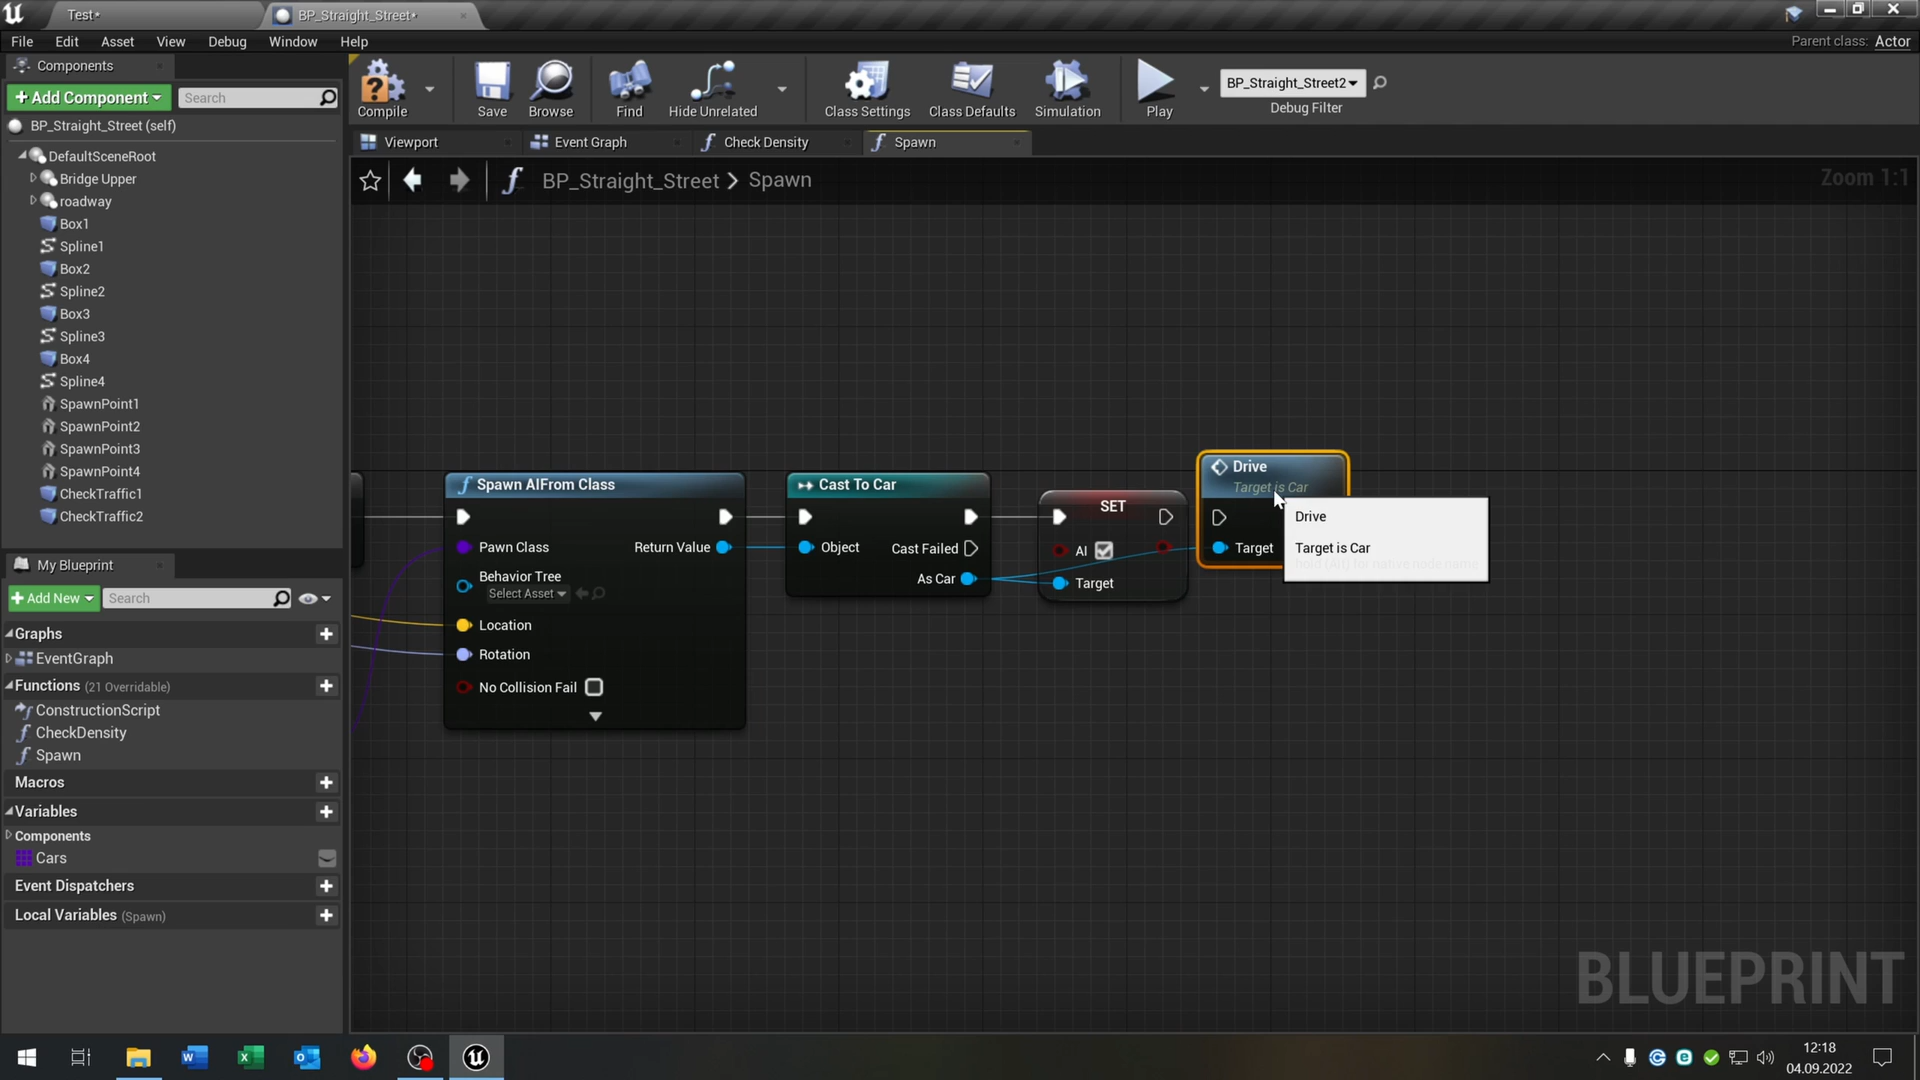 Test*
BP_Straight_Street*
File Edit Asset View Debug Window Help
Parent class: Actor
Components
+ Add Component
Search
BP_Straight_Street (self)
DefaultSceneRoot
Bridge Upper
roadway
Box1
Spline1
Box2
Spline2
Box3
Spline3
Box4
Spline4
SpawnPoint1
SpawnPoint2
SpawnPoint3
SpawnPoint4
CheckTraffic1
CheckTraffic2
My Blueprint
+ Add New
Search
Graphs
EventGraph
Functions (21 Overridable)
ConstructionScript
CheckDensity
Spawn
Macros
Variables
Components
Cars
Event Dispatchers
Local Variables (Spawn)
Compile
Save
Browse
Find
Hide Unrelated
Class Settings
Class Defaults
Simulation
Play
BP_Straight_Street2
Debug Filter
Viewport
Event Graph
Check Density
Spawn
BP_Straight_Street > Spawn
Zoom 1:1
Spawn AIFrom Class
Pawn Class
Return Value
Behavior Tree
Select Asset
Location
Rotation
No Collision Fail
Cast To Car
Object
Cast Failed
As Car
SET
AI
Target
Drive
Target is Car
Target
Drive
Target is Car
hold (Alt) for native node name
BLUEPRINT
12:18
04.09.2022